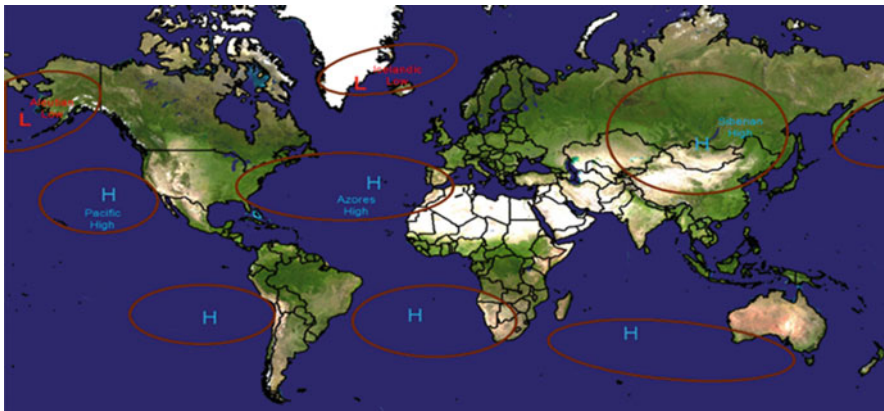 Icelandic
L
Low
Aleutian
L
Low
Siberian
H
High
H
Azores
High
H
Pacific
High
H
H
H